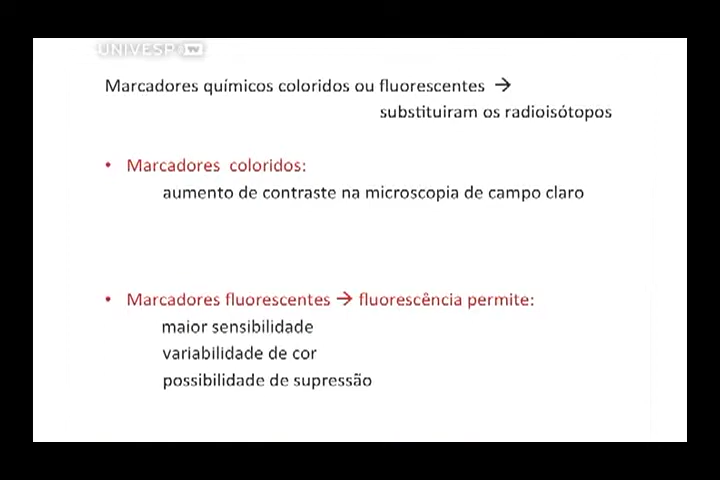 UNIVESP tv
Marcadores químicos coloridos ou fluorescentes →
substituiram os radioisótopos
• Marcadores coloridos:
aumento de contraste na microscopia de campo claro
• Marcadores fluorescentes → fluorescência permite:
maior sensibilidade
variabilidade de cor
possibilidade de supressão